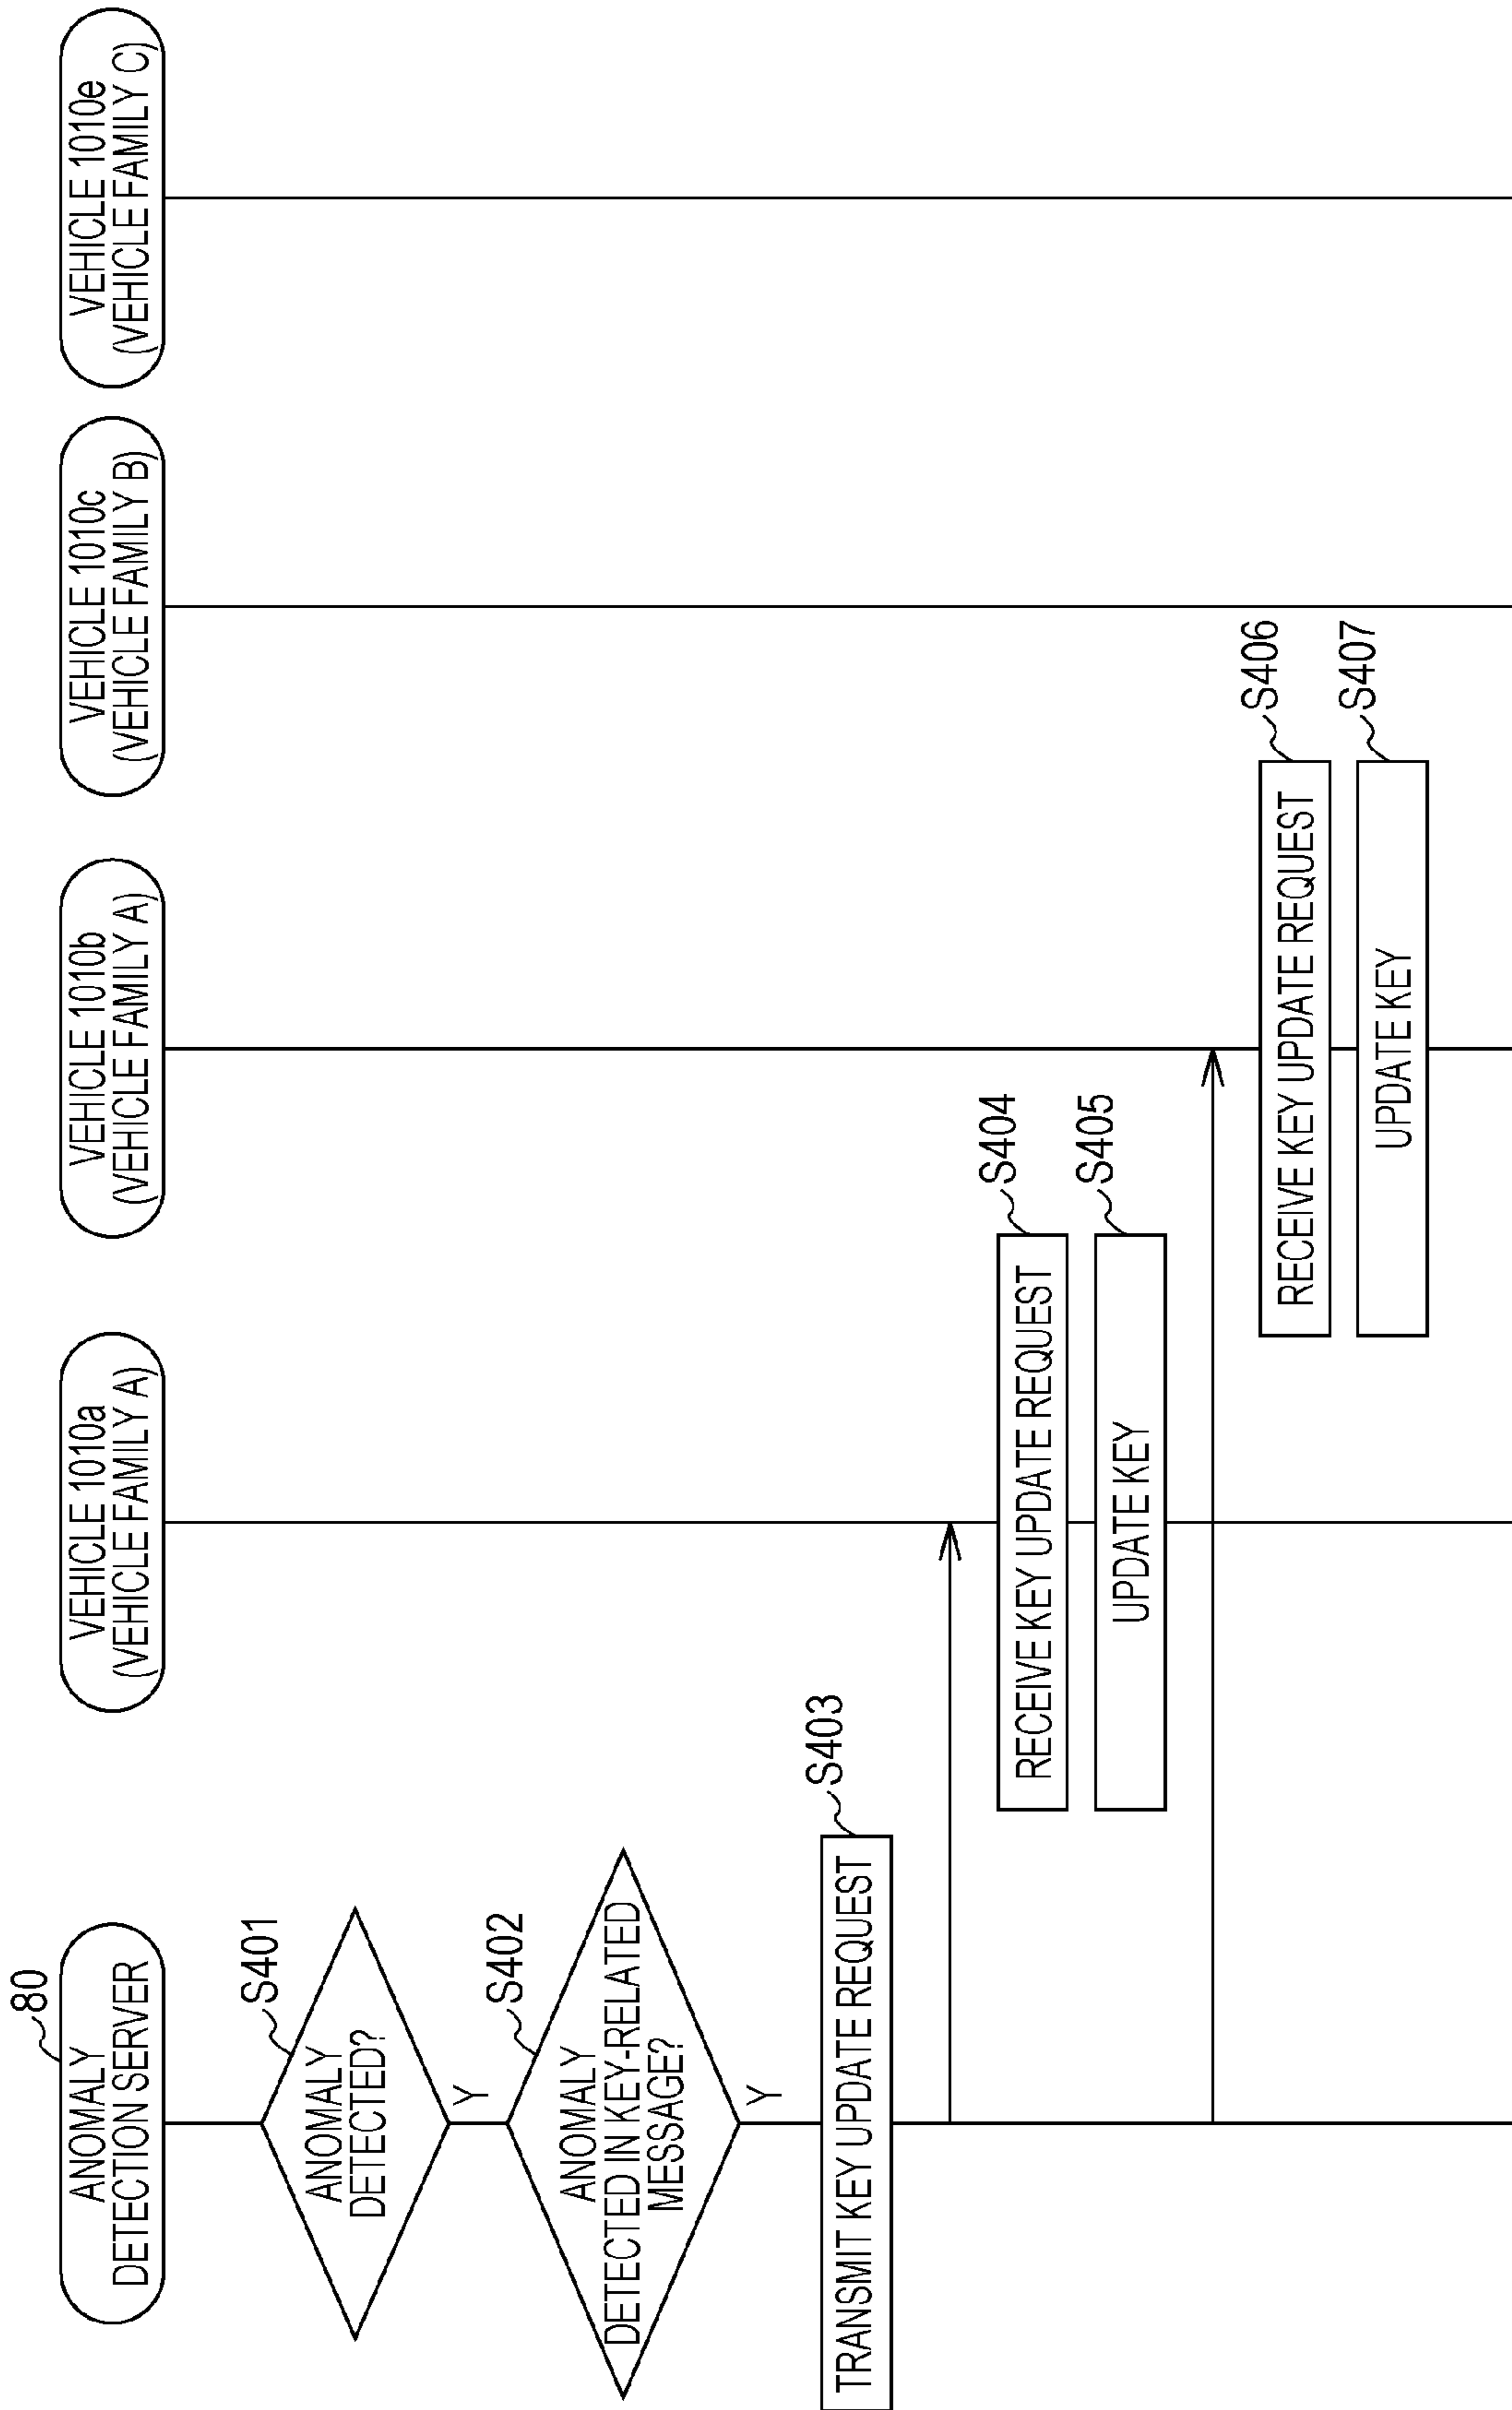 80
ANOMALY
DETECTION SERVER
VEHICLE 1010a
(VEHICLE FAMILY A)
VEHICLE 1010b
(VEHICLE FAMILY A)
VEHICLE 1010c
(VEHICLE FAMILY B)
VEHICLE 1010e
(VEHICLE FAMILY C)
S401
ANOMALY
DETECTED?
Y
S402
ANOMALY
DETECTED IN KEY-RELATED
MESSAGE?
Y
S403
TRANSMIT KEY UPDATE REQUEST
S404
RECEIVE KEY UPDATE REQUEST
S405
UPDATE KEY
S406
RECEIVE KEY UPDATE REQUEST
S407
UPDATE KEY